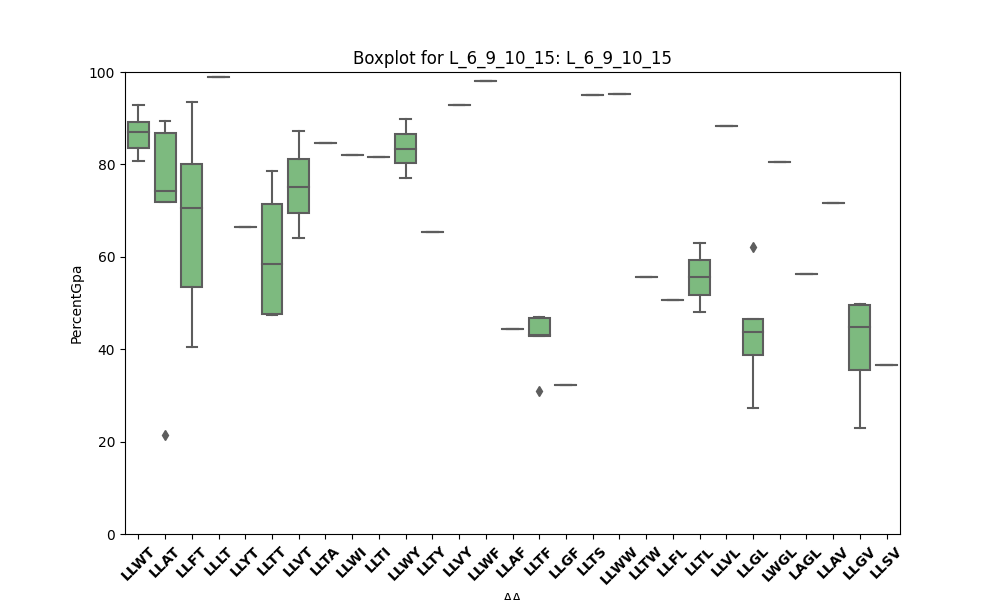 Boxplot for L_6_9_10_15: L_6_9_10_15
100
80
60
40
20
0
PercentGpa
LLWT LLAT LLFT LLLT LLYT LLTT LLVT LLTA LLWI LLTI LLWY LLTY LLVY LLWF LLAF LLTF LLGF LLTS LLWW LLTW LLFL LLTL LLVL LLGL LWGL LAGL LLAV LLGV LLSV
AA